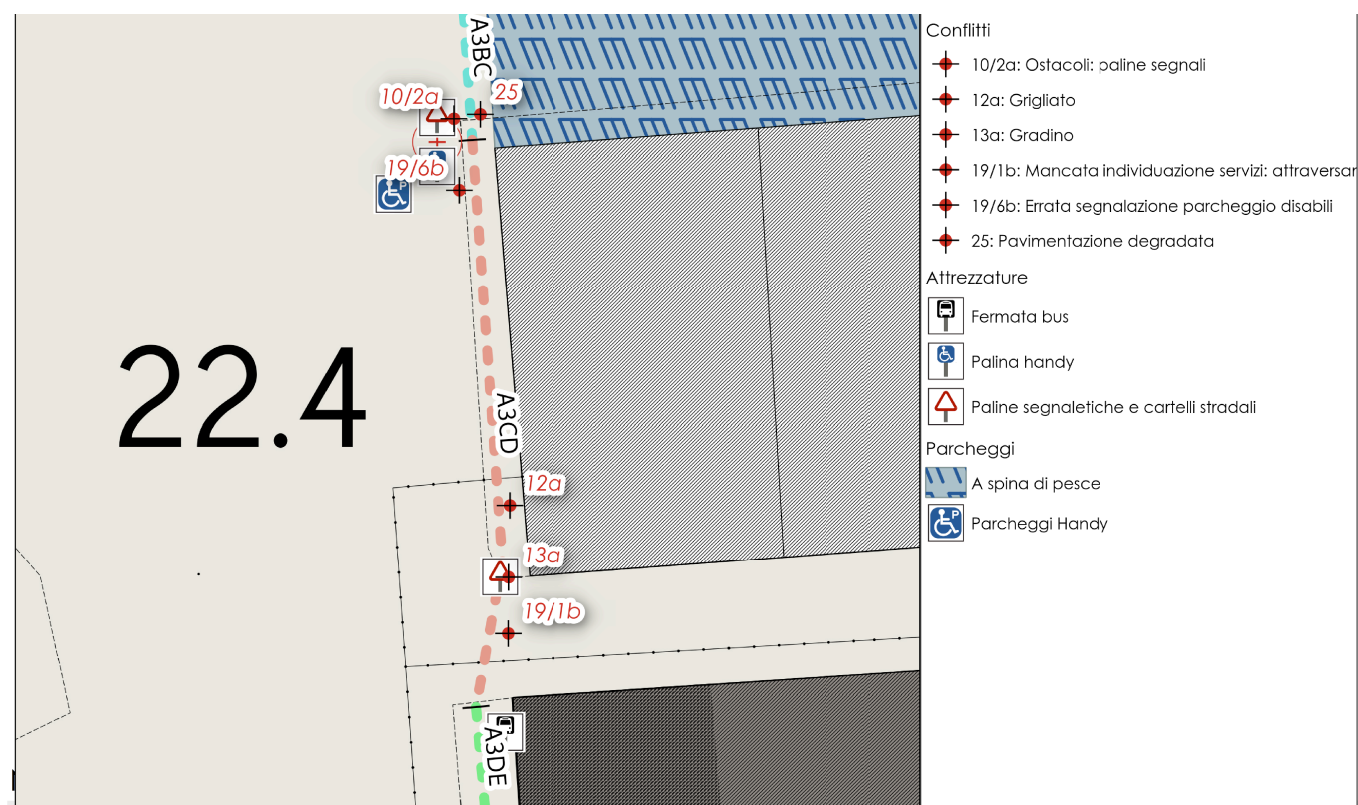 A3BC
10/2a
25
19/6b
P
22.4
A3CD
12a
13a
19/1b
A3DE
Conflitti
10/2a: Ostacoli: paline segnali
12a: Grigliato
13a: Gradino
19/1b: Mancata individuazione servizi: attraversar
19/6b: Errata segnalazione parcheggio disabili
25: Pavimentazione degradata
Attrezzature
Fermata bus
Palina handy
Paline segnaletiche e cartelli stradali
Parcheggi
A spina di pesce
P
Parcheggi Handy